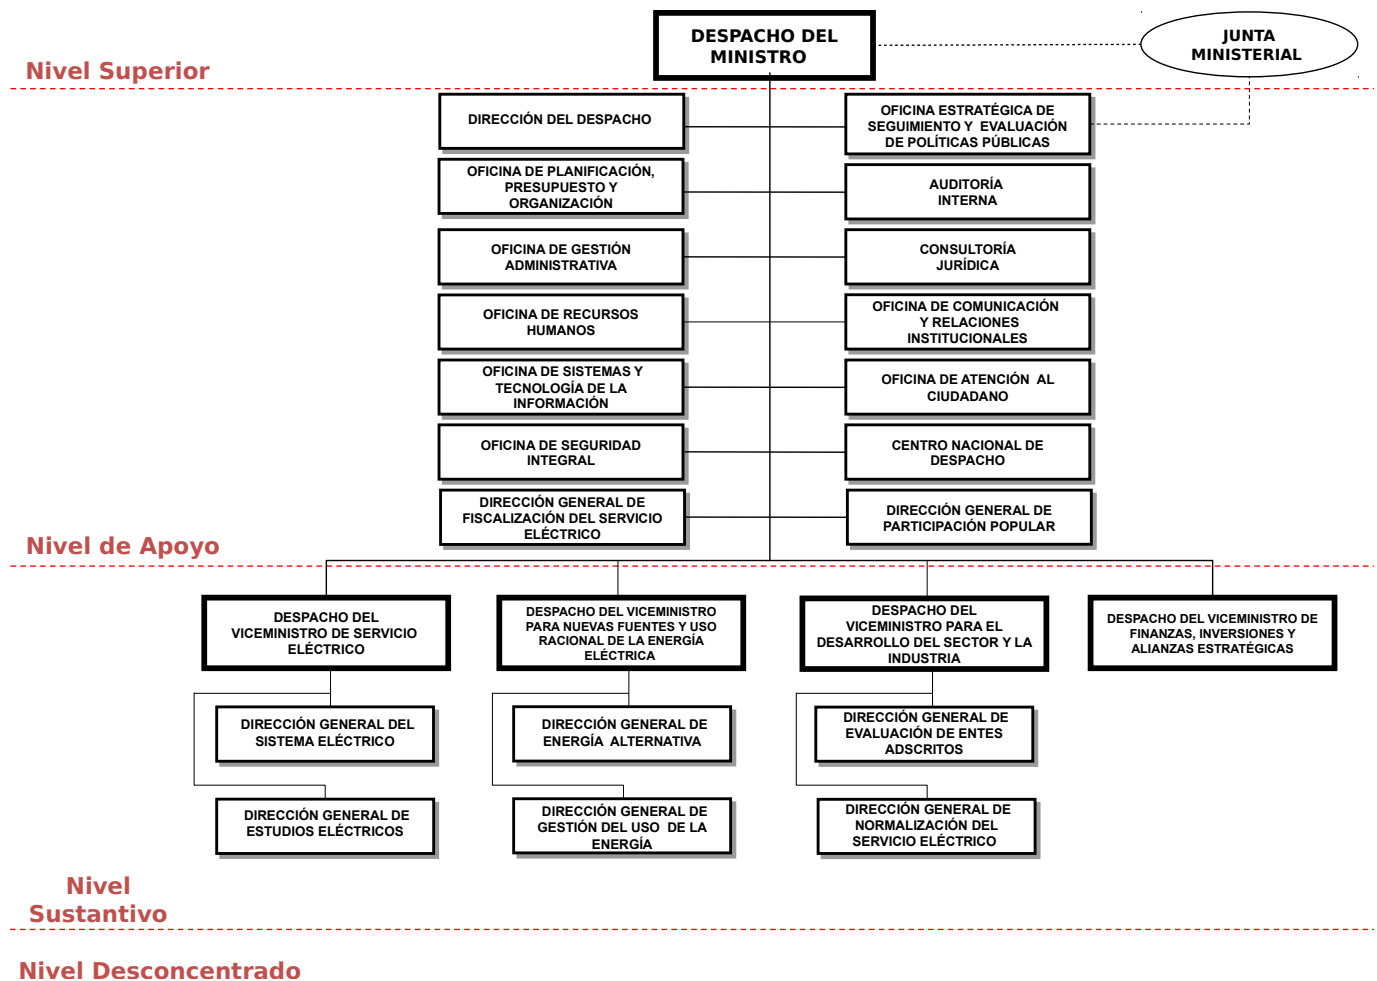 DESPACHO DEL
MINISTRO
JUNTA
MINISTERIAL
Nivel Superior
DIRECCIÓN DEL DESPACHO
OFICINA ESTRATÉGICA DE
SEGUIMIENTO Y EVALUACIÓN
DE POLÍTICAS PÚBLICAS
OFICINA DE PLANIFICACIÓN,
PRESUPUESTO Y
ORGANIZACIÓN
AUDITORÍA
INTERNA
OFICINA DE GESTIÓN
ADMINISTRATIVA
CONSULTORÍA
JURÍDICA
OFICINA DE RECURSOS
HUMANOS
OFICINA DE COMUNICACIÓN
Y RELACIONES
INSTITUCIONALES
OFICINA DE SISTEMAS Y
TECNOLOGÍA DE LA
INFORMACIÓN
OFICINA DE ATENCIÓN AL
CIUDADANO
OFICINA DE SEGURIDAD
INTEGRAL
CENTRO NACIONAL DE
DESPACHO
DIRECCIÓN GENERAL DE
FISCALIZACIÓN DEL SERVICIO
ELÉCTRICO
DIRECCIÓN GENERAL DE
PARTICIPACIÓN POPULAR
Nivel de Apoyo
DESPACHO DEL
VICEMINISTRO DE SERVICIO
ELÉCTRICO
DESPACHO DEL VICEMINISTRO
PARA NUEVAS FUENTES Y USO
RACIONAL DE LA ENERGÍA
ELÉCTRICA
DESPACHO DEL
VICEMINISTRO PARA EL
DESARROLLO DEL SECTOR Y LA
INDUSTRIA
DESPACHO DEL VICEMINISTRO DE
FINANZAS, INVERSIONES Y
ALIANZAS ESTRATÉGICAS
DIRECCIÓN GENERAL DEL
SISTEMA ELÉCTRICO
DIRECCIÓN GENERAL DE
ENERGÍA ALTERNATIVA
DIRECCIÓN GENERAL DE
EVALUACIÓN DE ENTES
ADSCRITOS
DIRECCIÓN GENERAL DE
ESTUDIOS ELÉCTRICOS
DIRECCIÓN GENERAL DE
GESTIÓN DEL USO DE LA
ENERGÍA
DIRECCIÓN GENERAL DE
NORMALIZACIÓN DEL
SERVICIO ELÉCTRICO
Nivel
Sustantivo
Nivel Desconcentrado